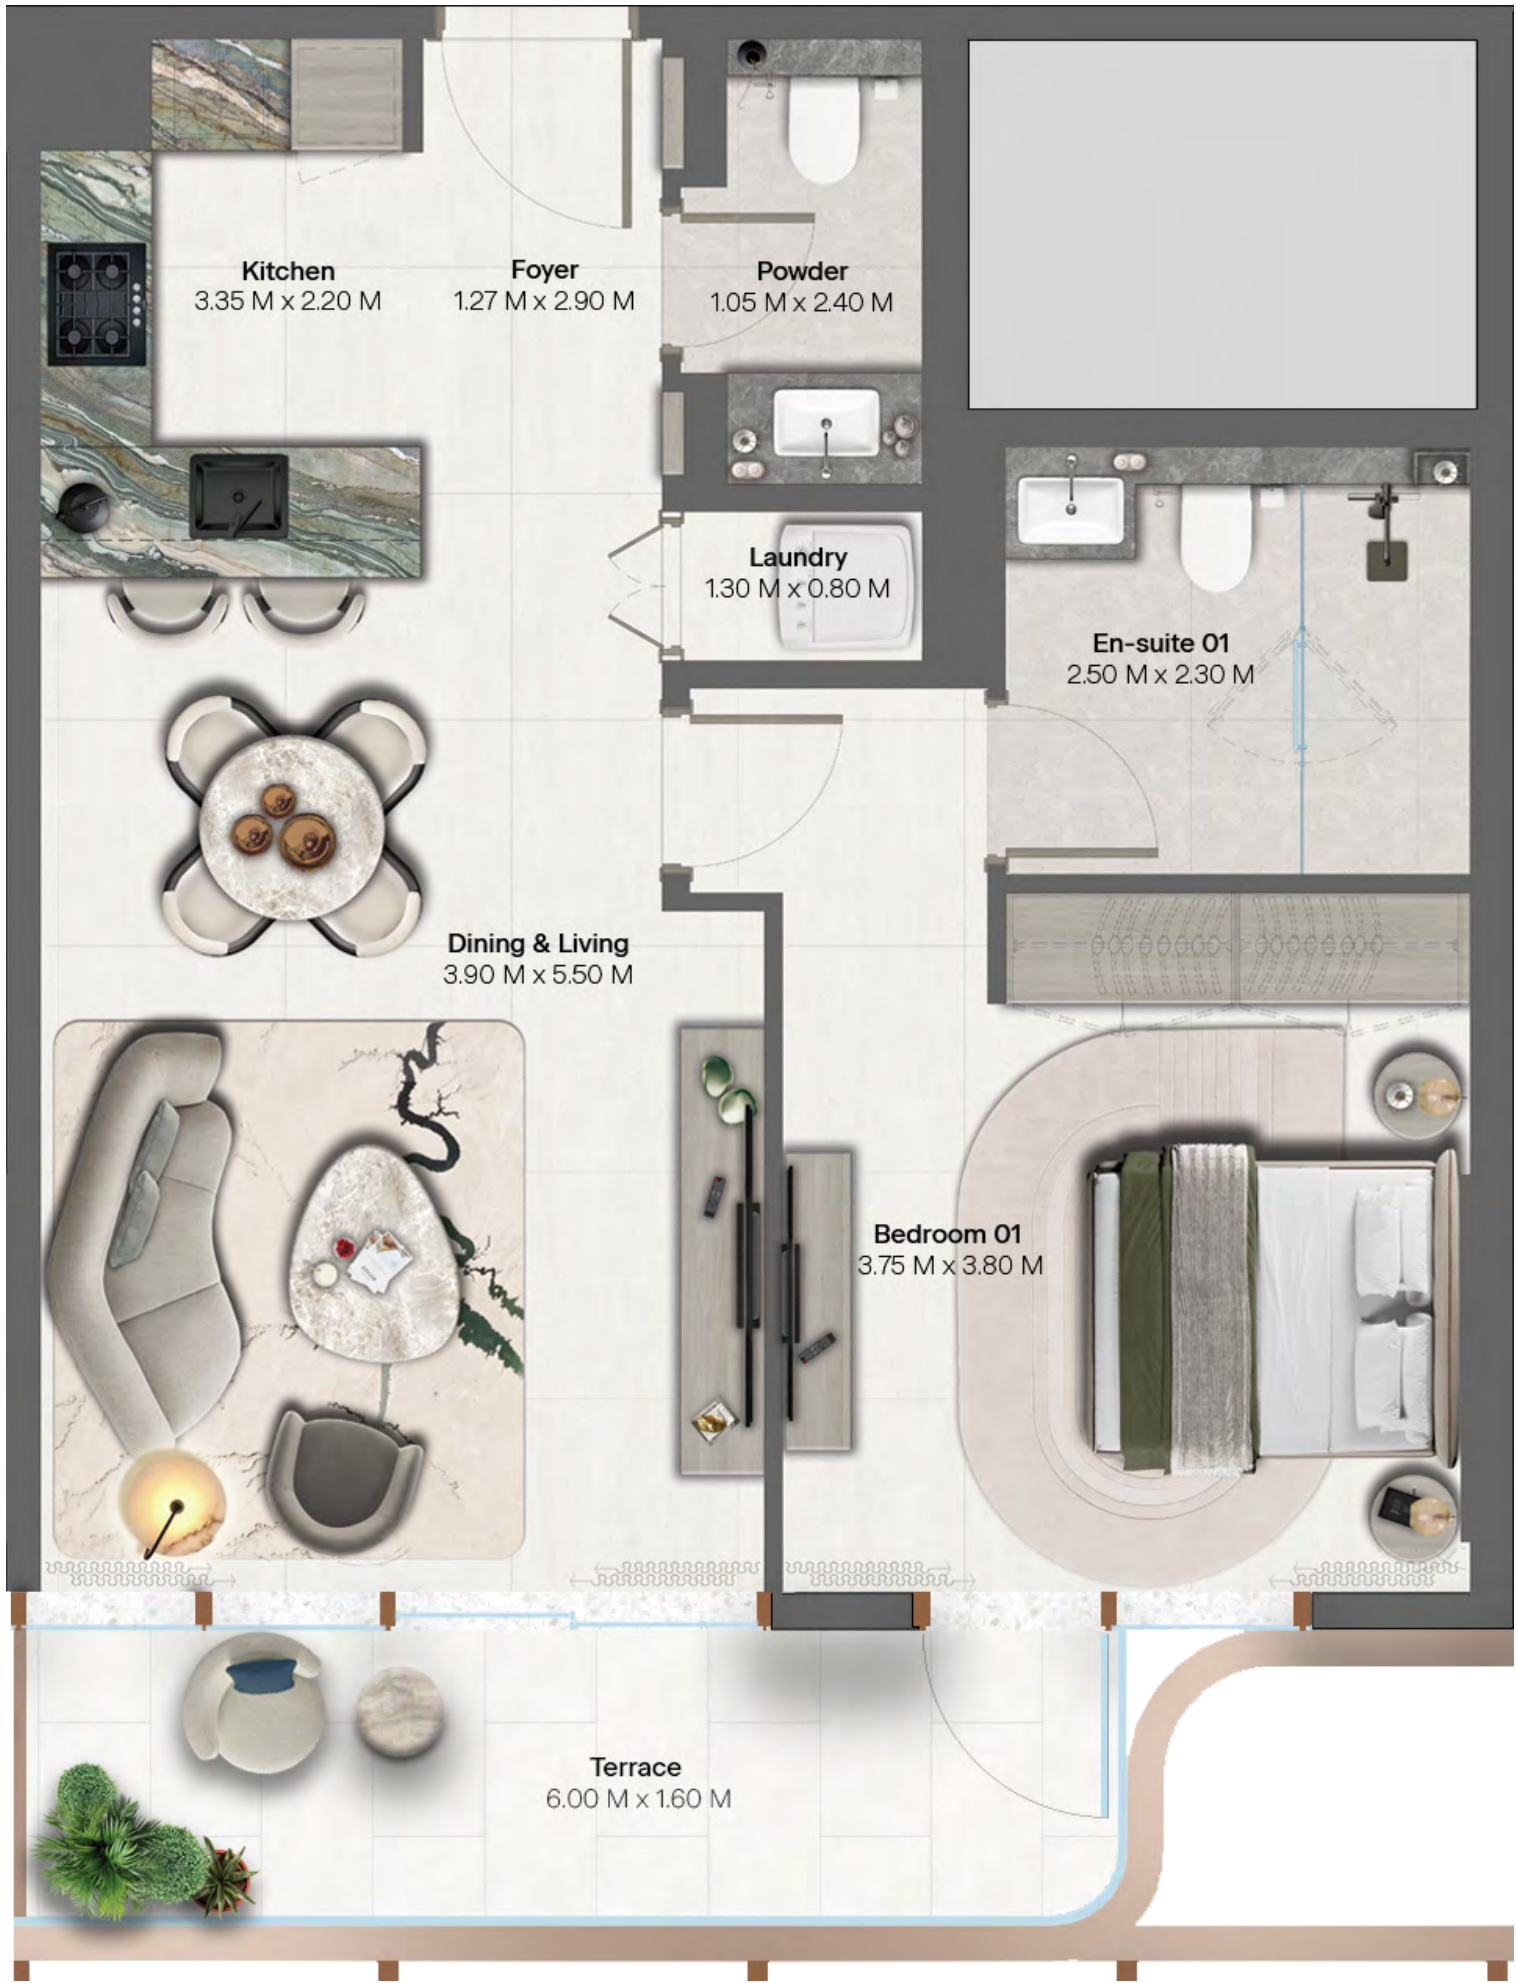 Kitchen
3.35 M x 2.20 M
Foyer
1.27 M x 2.90 M
Powder
1.05 M x 2.40 M
Laundry
1.30 M x 0.80 M
En-suite 01
2.50 M x 2.30 M
Dining & Living
3.90 M x 5.50 M
Bedroom 01
3.75 M x 3.80 M
Terrace
6.00 M x 1.60 M